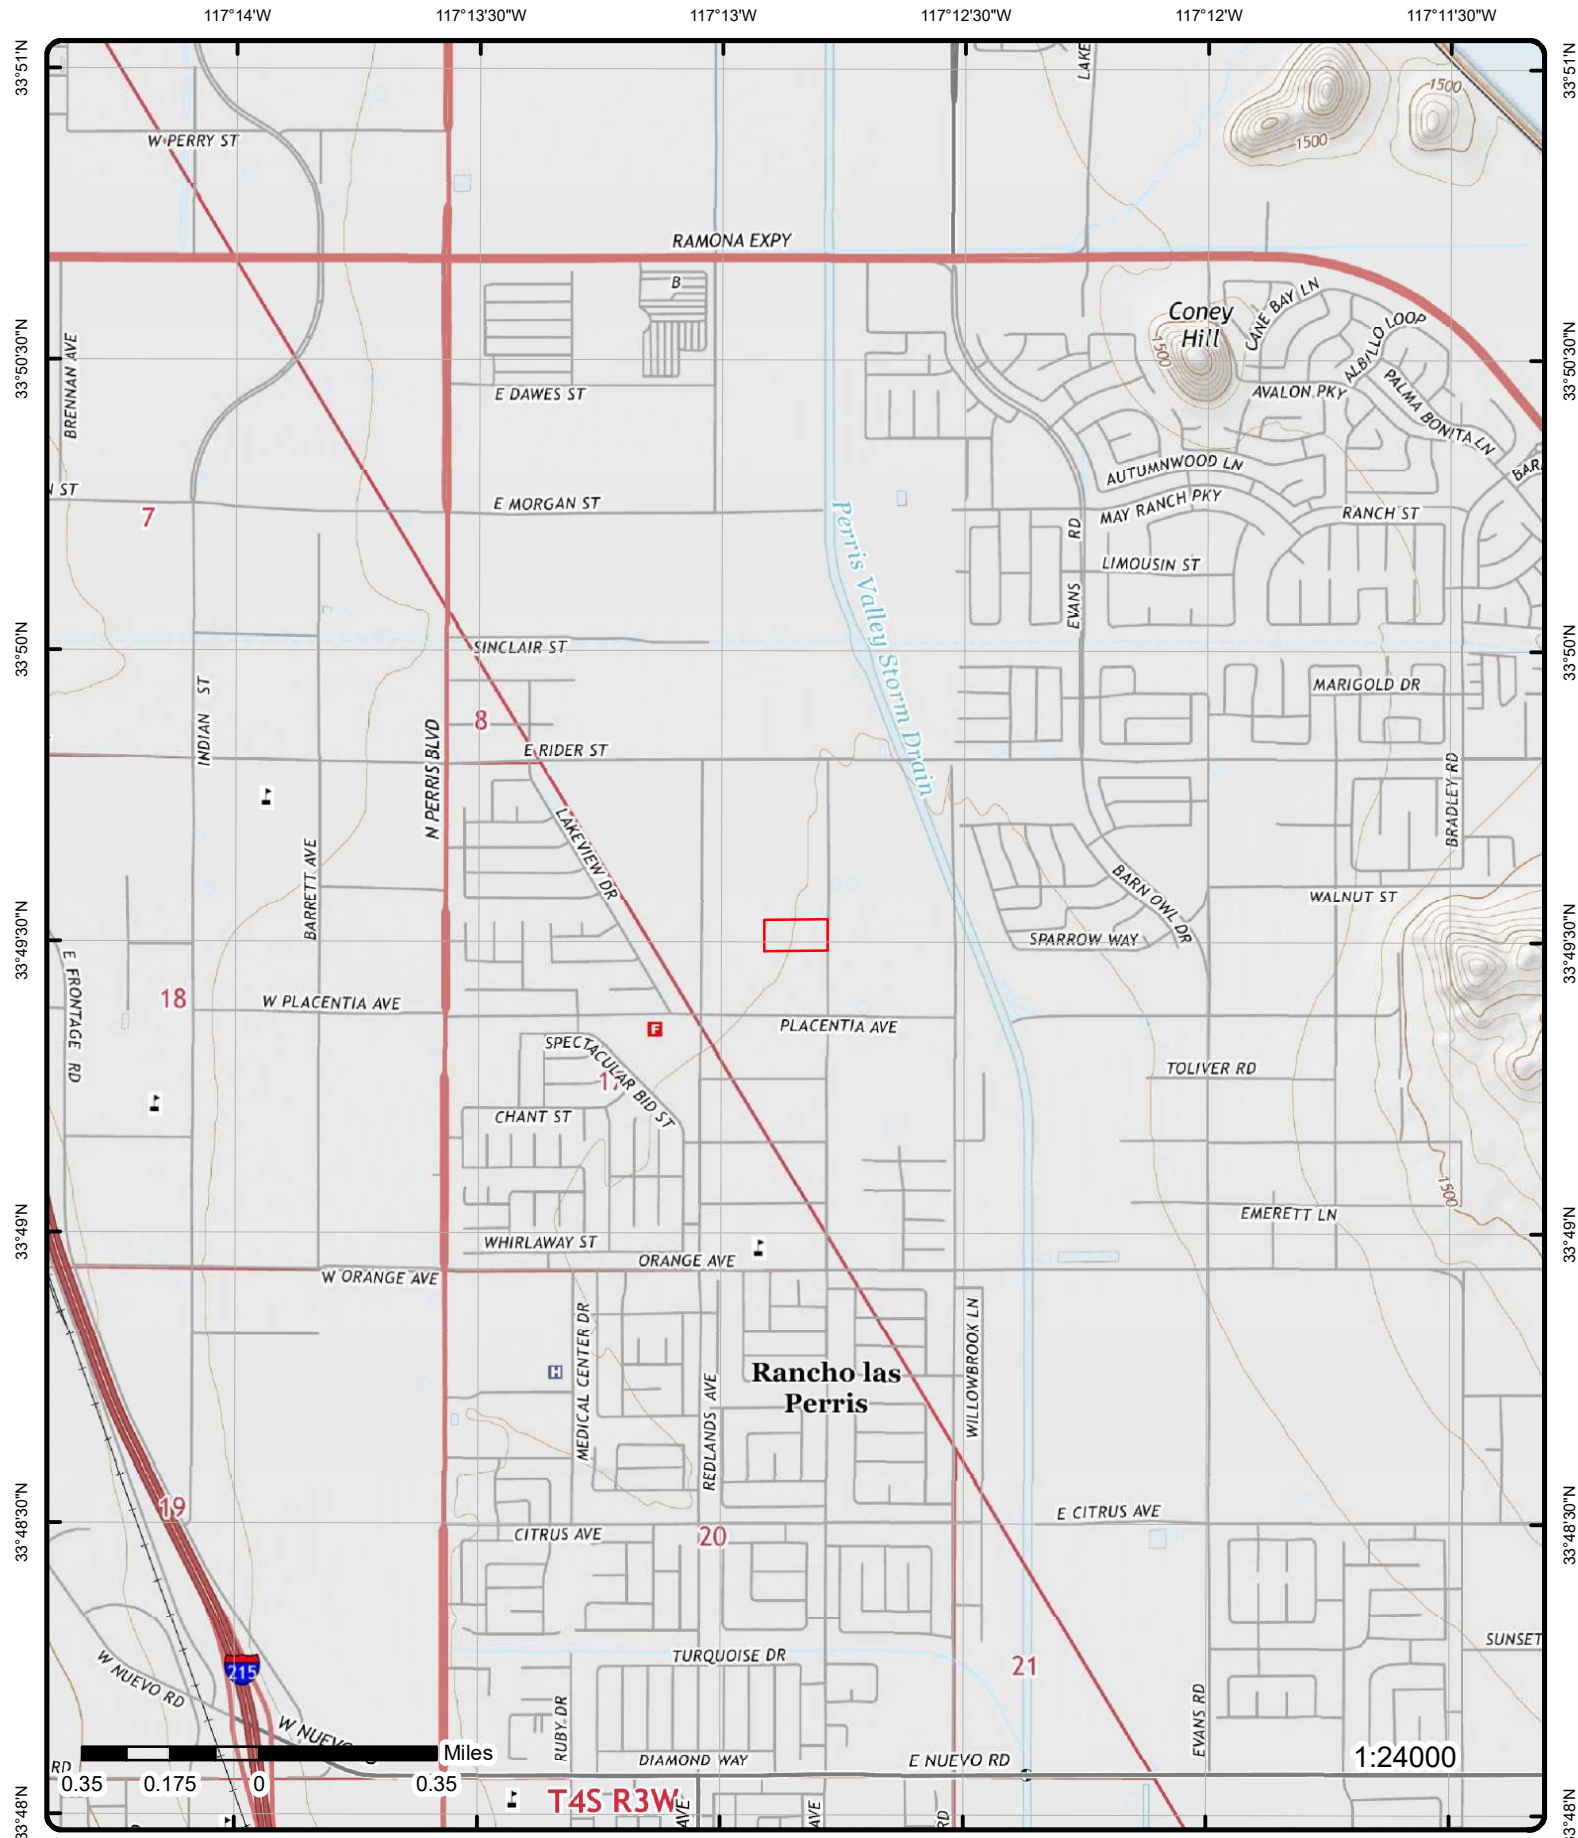 117°14'W
117°13'30"W
117°13'W
117°12'30"W
117°12'W
117°11'30"W
33°51'N
33°51'N
LAKE
1500
1500
W PERRY ST
RAMONA EXPY
B
Coney
Hill
1500
CANE BAY LN
ALBILLO LOOP
33°50'30"N
33°50'30"N
BRENNAN AVE
E DAWES ST
AVALON PKY
PALMA BONITA LN
AUTUMNWOOD LN
BAR
ST
E MORGAN ST
MAY RANCH PKY
RANCH ST
7
Perris Valley Storm Drain
RD
LIMOUSIN ST
EVANS
33°50'N
33°50'N
SINCLAIR ST
INDIAN ST
MARIGOLD DR
8
N PERRIS BLVD
E RIDER ST
BRADLEY RD
LAKEVIEW DR
BARRETT AVE
BARN OWL DR
WALNUT ST
33°49'30"N
33°49'30"N
SPARROW WAY
E FRONTAGE RD
18
W PLACENTIA AVE
F
PLACENTIA AVE
SPECTACULAR BID ST
17
TOLIVER RD
CHANT ST
1500
EMERETT LN
33°49'N
33°49'N
WHIRLAWAY ST
ORANGE AVE
W ORANGE AVE
MEDICAL CENTER DR
WILLOWBROOK LN
H
Rancho las
Perris
REDLANDS AVE
19
33°48'30"N
33°48'30"N
CITRUS AVE
20
E CITRUS AVE
TURQUOISE DR
SUNSET
215
21
W NUEVO RD
RUBY DR
EVANS RD
W NUEVO
Miles
DIAMOND WAY
E NUEVO RD
1:24000
RD
0.35
0.175
0
0.35
T4S R3W
AVE
AVE
RD
33°48'N
33°48'N